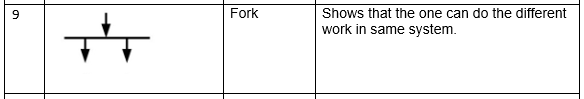 9
Fork
Shows that the one can do the different
work in same system.